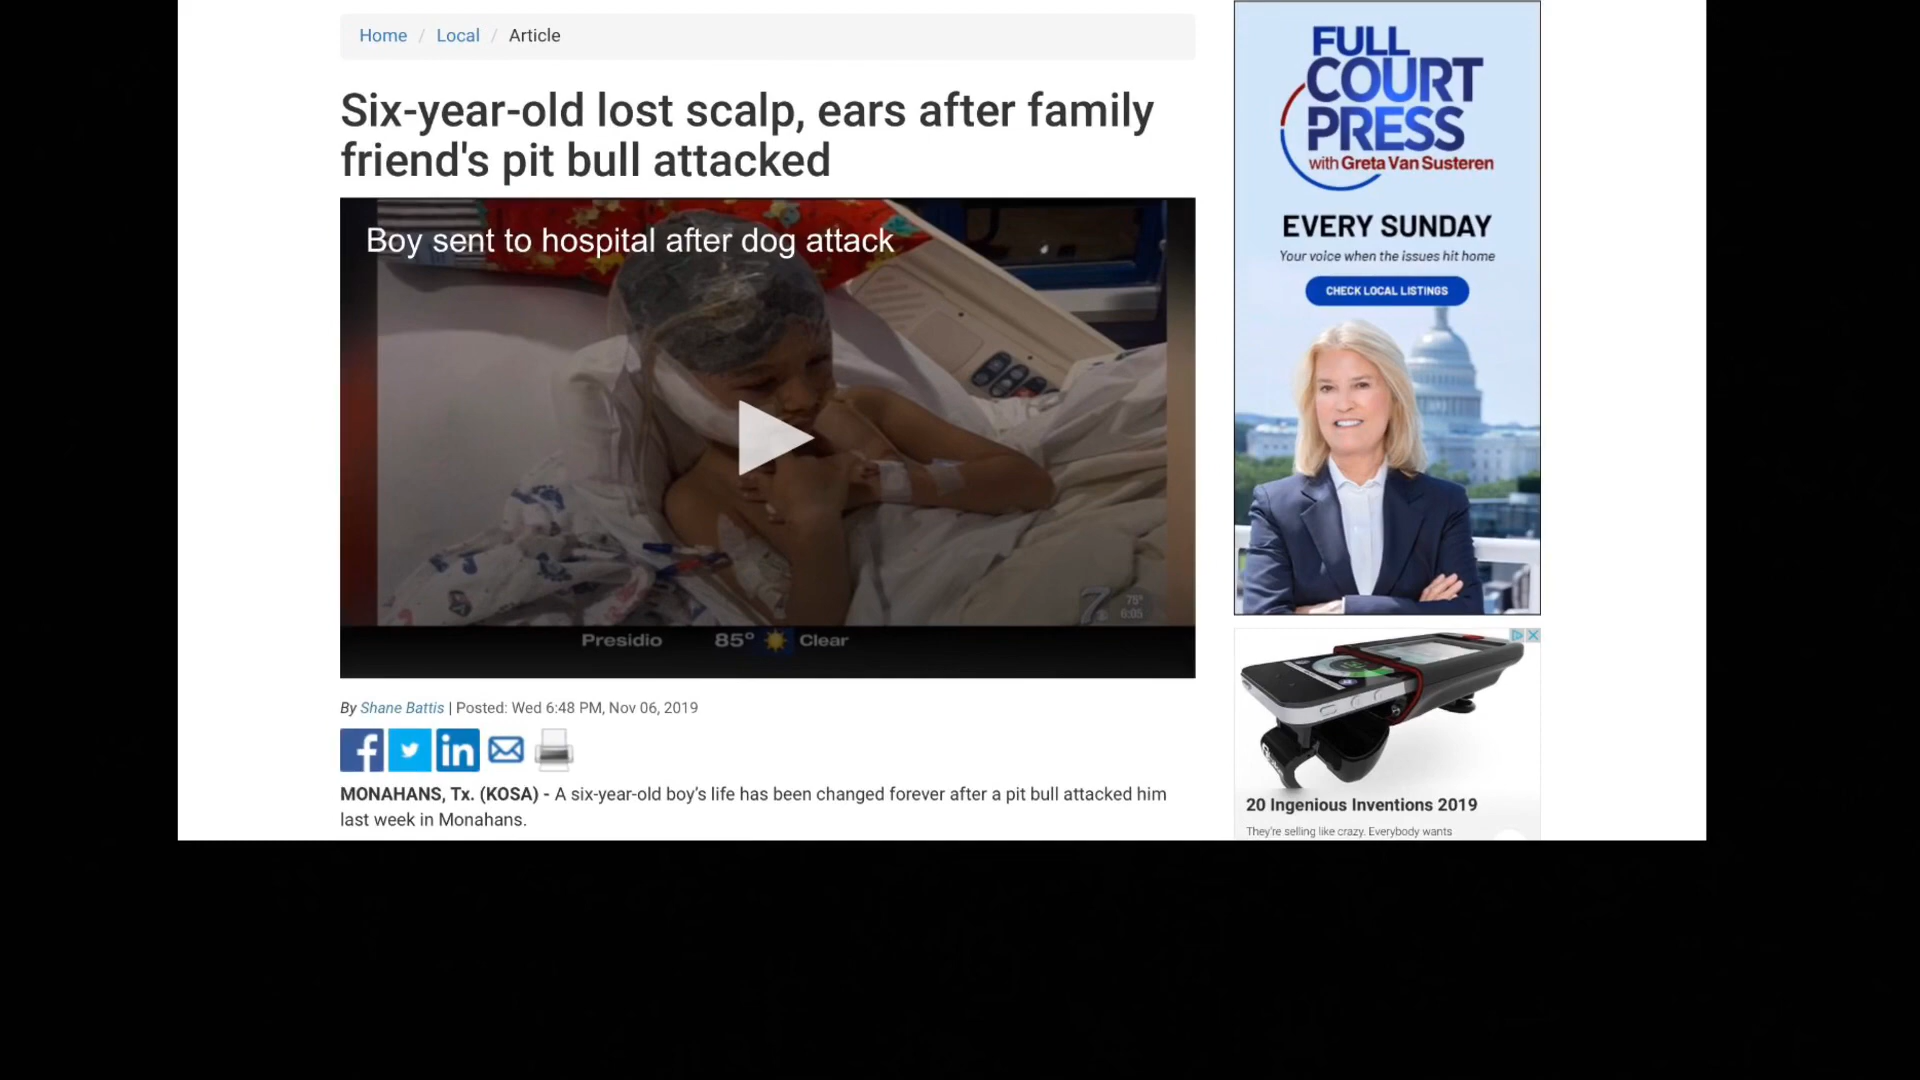 Home / Local / Article
Six-year-old lost scalp, ears after family
friend's pit bull attacked
Boy sent to hospital after dog attack
7
75°
6:05
Presidio 85° Clear
By Shane Battis | Posted: Wed 6:48 PM, Nov 06, 2019
MONAHANS, Tx. (KOSA) - A six-year-old boy’s life has been changed forever after a pit bull attacked him
last week in Monahans.
FULL
COURT
PRESS
with Greta Van Susteren
EVERY SUNDAY
Your voice when the issues hit home
CHECK LOCAL LISTINGS
20 Ingenious Inventions 2019
They're selling like crazy. Everybody wants